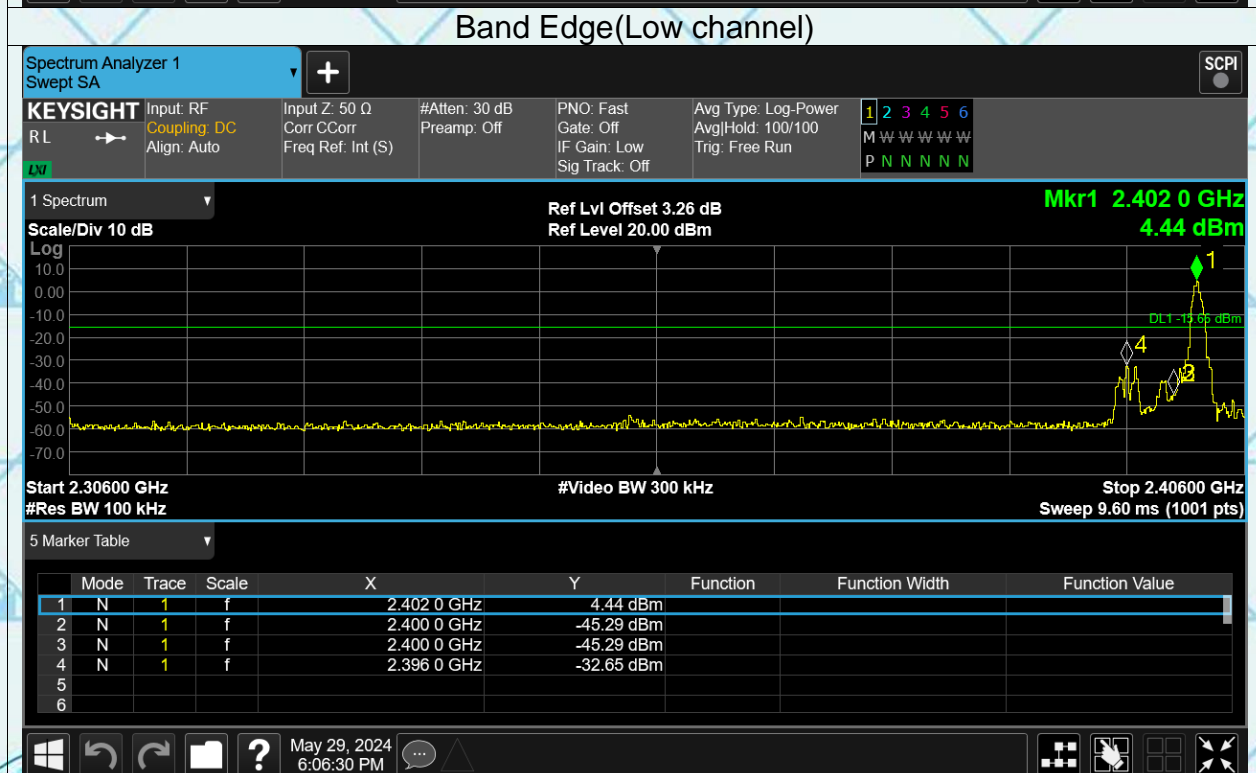 Band Edge(Low channel)
Spectrum Analyzer 1
Swept SA
SCPI
KEYSIGHT
RL
LXI
Input: RF
Coupling: DC
Align: Auto
Input Z: 50 Ω
Corr CCorr
Freq Ref: Int (S)
#Atten: 30 dB
Preamp: Off
PNO: Fast
Gate: Off
IF Gain: Low
Sig Track: Off
Avg Type: Log-Power
Avg|Hold: 100/100
Trig: Free Run
1 2 3 4 5 6
M W W W W W
P N N N N N
1 Spectrum
Scale/Div 10 dB
Ref Lvl Offset 3.26 dB
Ref Level 20.00 dBm
Mkr1 2.402 0 GHz
4.44 dBm
Log
10.0
0.00
-10.0
-20.0
-30.0
-40.0
-50.0
-60.0
-70.0
1
DL1 -15.66 dBm
4
Start 2.30600 GHz
#Video BW 300 kHz
Stop 2.40600 GHz
#Res BW 100 kHz
Sweep 9.60 ms (1001 pts)
5 Marker Table
Mode Trace Scale X Y Function Function Width Function Value
1 N 1 f 2.402 0 GHz 4.44 dBm
2 N 1 f 2.400 0 GHz -45.29 dBm
3 N 1 f 2.400 0 GHz -45.29 dBm
4 N 1 f 2.396 0 GHz -32.65 dBm
5
6
?
May 29, 2024
6:06:30 PM